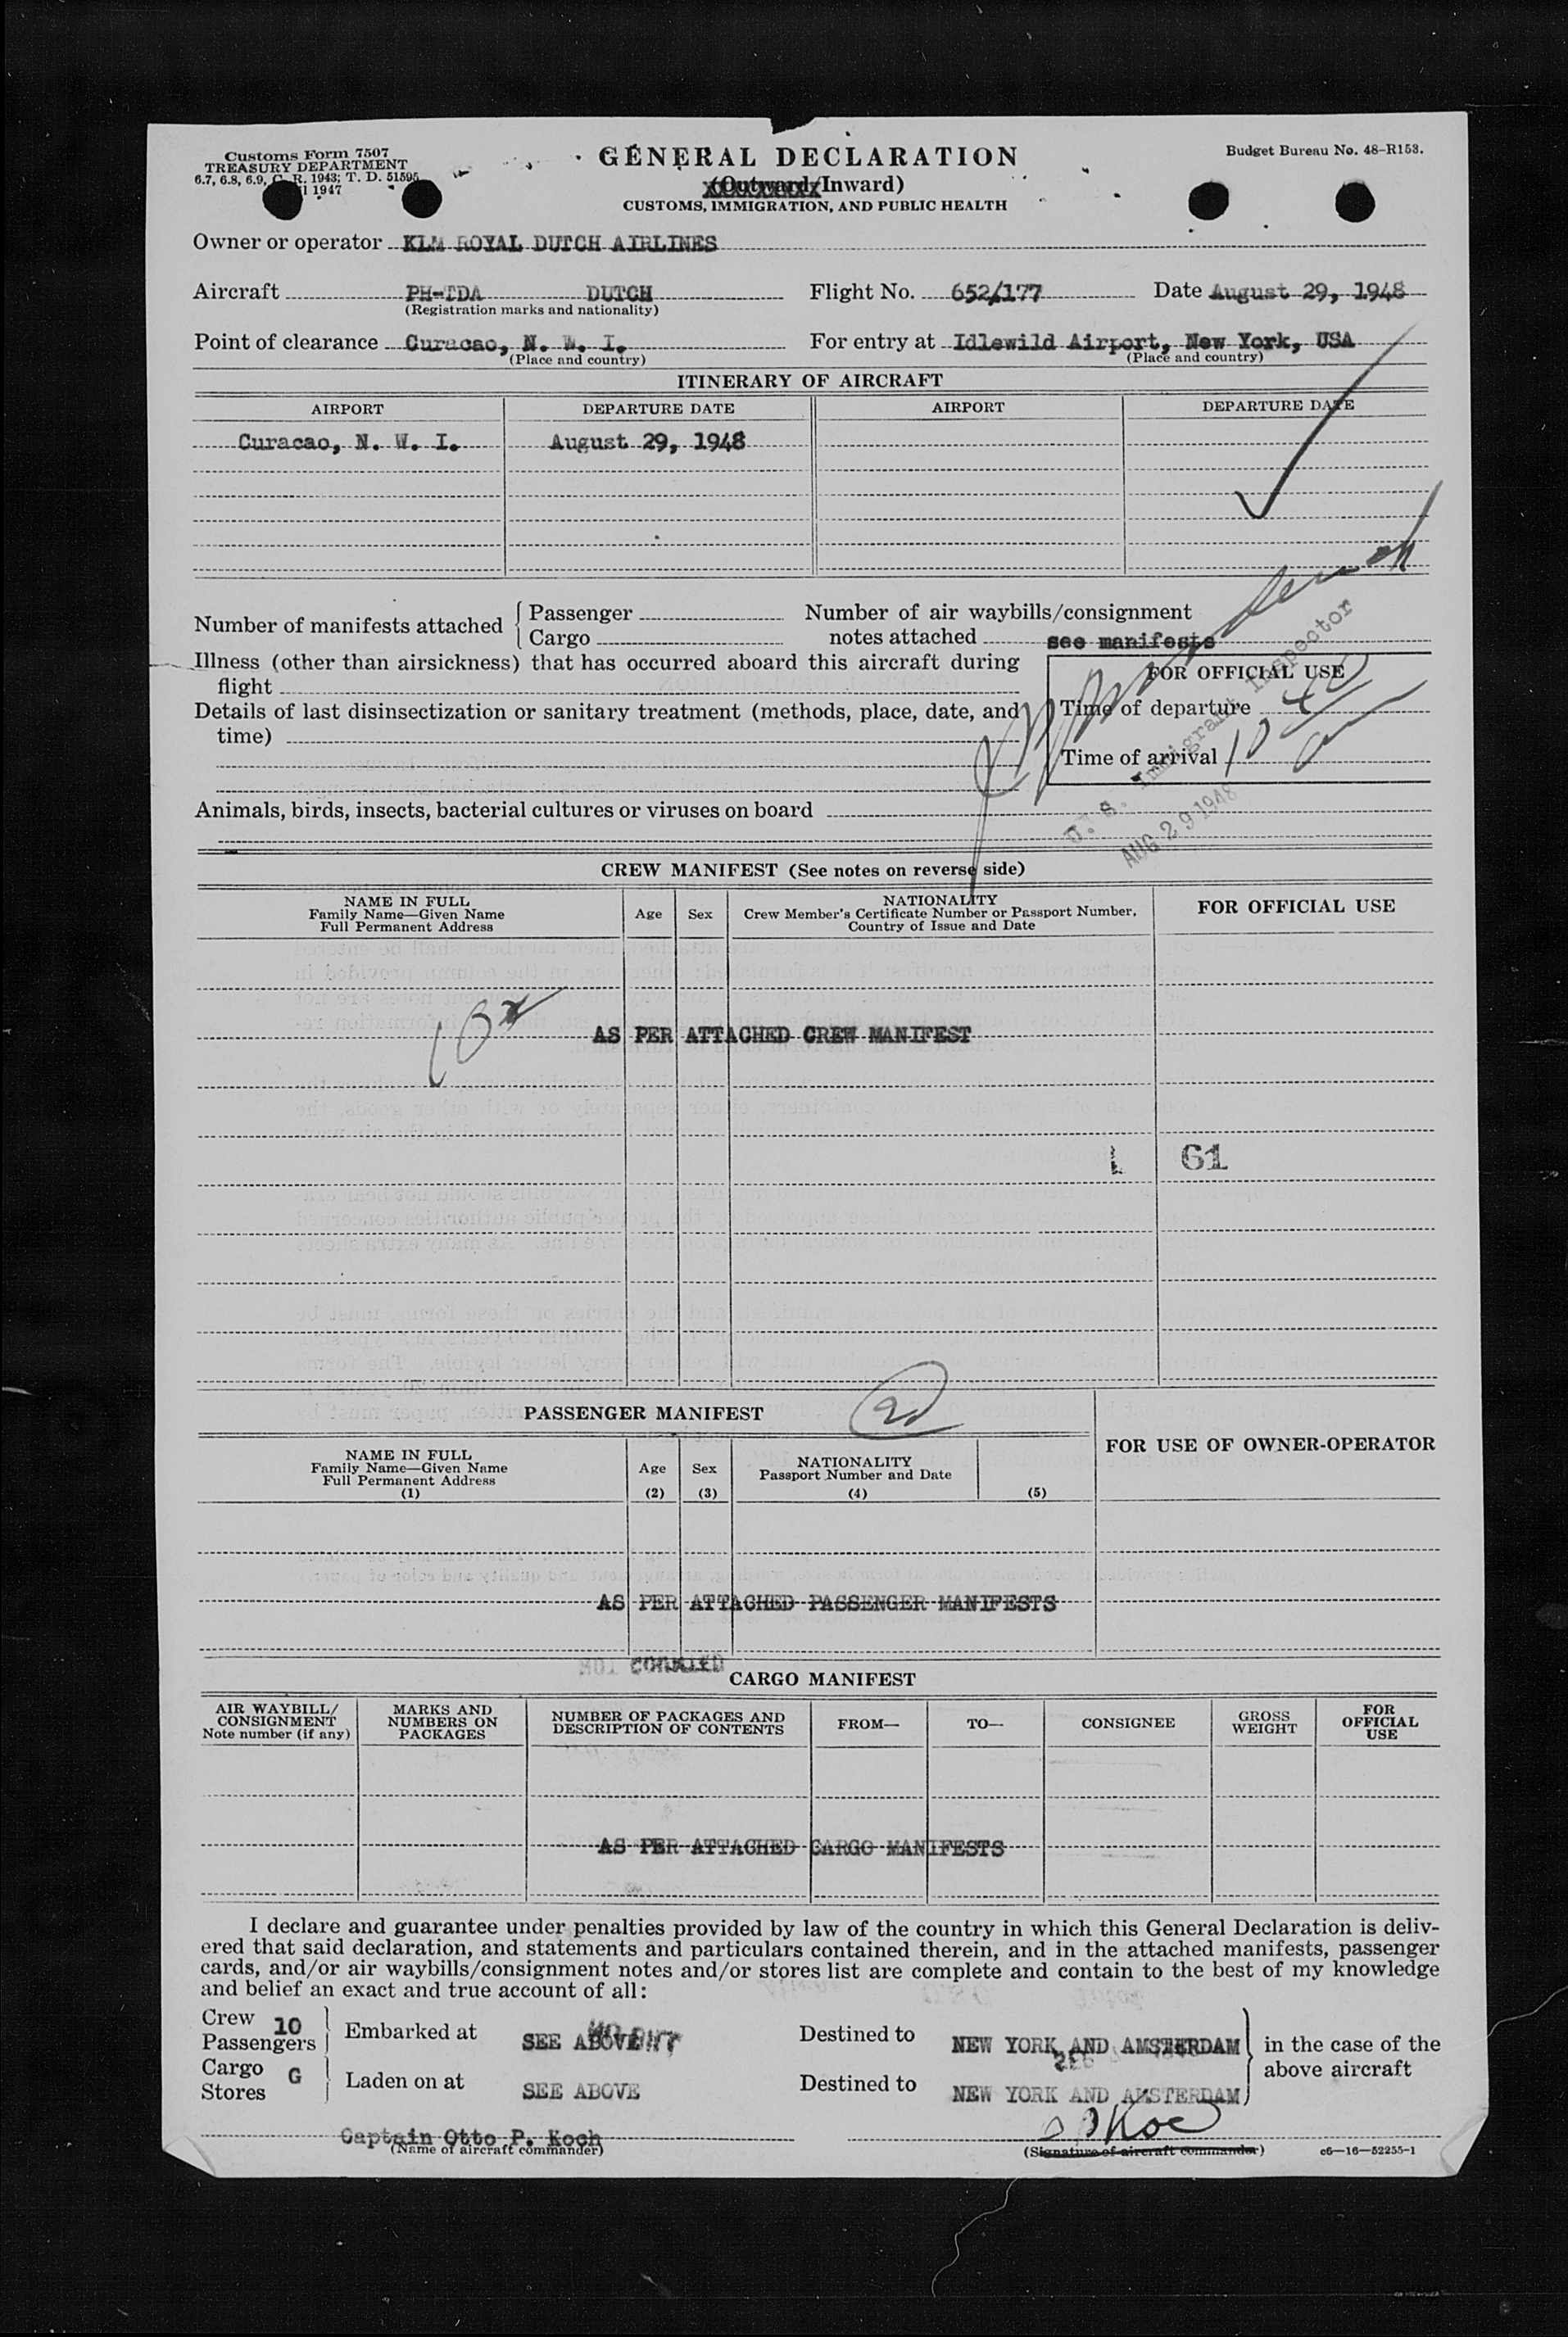 Customs Form 7507
TREASURY DEPARTMENT
6.7, 6.8, 6.9, C. R. 1943; T. D. 51595
1947
GENERAL DECLARATION
(Outward/Inward)
CUSTOMS, IMMIGRATION, AND PUBLIC HEALTH
Budget Bureau No. 48-R153.
Owner or operator KLM ROYAL DUTCH AIRLINES
Aircraft PH-TDA DUTCH Flight No. 652/177 Date August 29, 1948
(Registration marks and nationality)
Point of clearance Curacao, N. W. I. For entry at Idlewild Airport, New York, USA
(Place and country) (Place and country)
ITINERARY OF AIRCRAFT
AIRPORT DEPARTURE DATE AIRPORT DEPARTURE DATE
Curacao, N. W. I. August 29, 1948
Number of manifests attached Passenger Cargo
Number of air waybills/consignment
notes attached see manifests
Illness (other than airsickness) that has occurred aboard this aircraft during
flight
Details of last disinsectization or sanitary treatment (methods, place, date, and
time)
FOR OFFICIAL USE
Time of departure
Time of arrival 10 40 am
U. S. Immigrant Inspector
AUG 29 1948
Animals, birds, insects, bacterial cultures or viruses on board
CREW MANIFEST (See notes on reverse side)
NAME IN FULL
Family Name—Given Name
Full Permanent Address
Age
Sex
NATIONALITY
Crew Member's Certificate Number or Passport Number,
Country of Issue and Date
FOR OFFICIAL USE
AS PER ATTACHED CREW MANIFEST
61
PASSENGER MANIFEST
FOR USE OF OWNER-OPERATOR
NAME IN FULL
Family Name—Given Name
Full Permanent Address
(1)
Age
(2)
Sex
(3)
NATIONALITY
Passport Number and Date
(4)
(5)
AS PER ATTACHED PASSENGER MANIFESTS
CARGO MANIFEST
AIR WAYBILL/
CONSIGNMENT
Note number (if any)
MARKS AND
NUMBERS ON
PACKAGES
NUMBER OF PACKAGES AND
DESCRIPTION OF CONTENTS
FROM—
TO—
CONSIGNEE
GROSS
WEIGHT
FOR
OFFICIAL
USE
AS PER ATTACHED CARGO MANIFESTS
I declare and guarantee under penalties provided by law of the country in which this General Declaration is deliv-
ered that said declaration, and statements and particulars contained therein, and in the attached manifests, passenger
cards, and/or air waybills/consignment notes and/or stores list are complete and contain to the best of my knowledge
and belief an exact and true account of all:
Crew 10
Passengers
Embarked at SEE ABOVE Destined to NEW YORK AND AMSTERDAM
Cargo G
Stores
Laden on at SEE ABOVE Destined to NEW YORK AND AMSTERDAM
in the case of the
above aircraft
Captain Otto P. Koch
(Name of aircraft commander)
(Signature of aircraft commander)
c6—16—52255-1